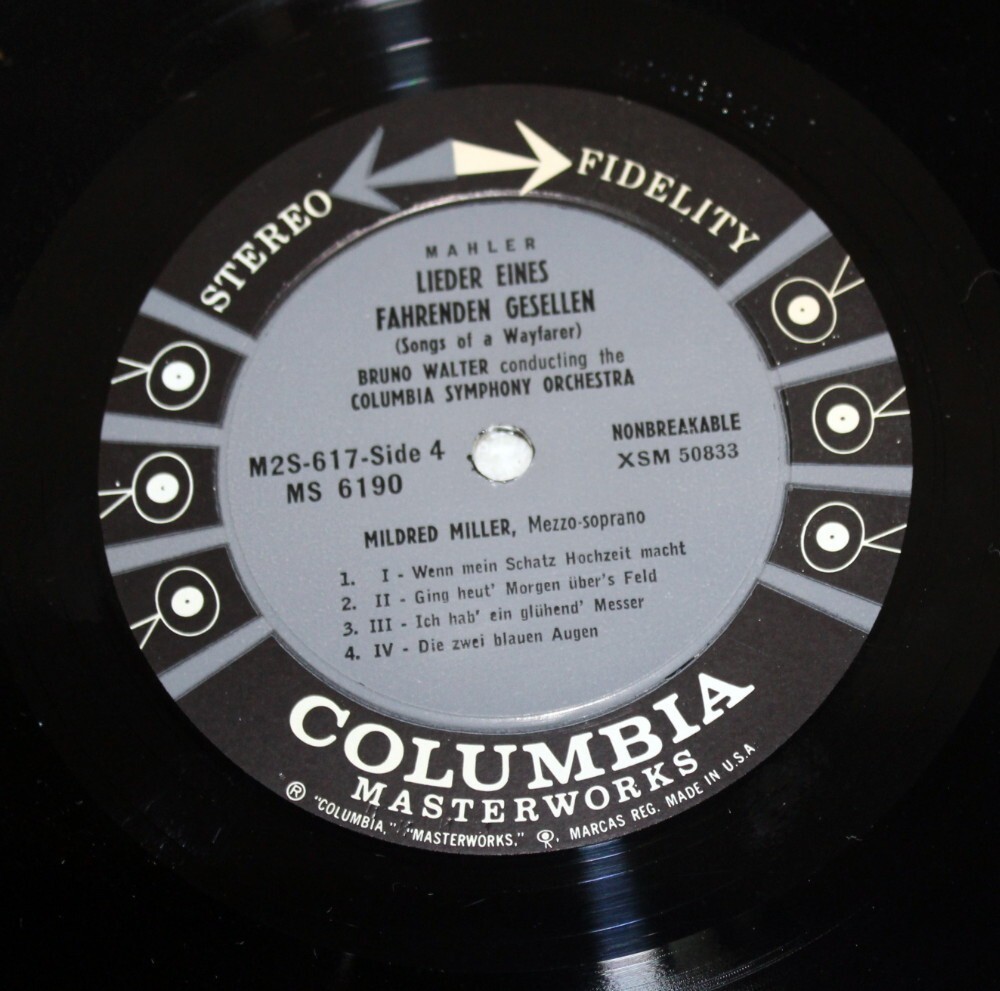 STEREO FIDELITY
MAHLER
LIEDER EINES
FAHRENDEN GESELLEN
(Songs of a Wayfarer)
BRUNO WALTER conducting the
COLUMBIA SYMPHONY ORCHESTRA
M2S-617-Side 4
MS 6190
NONBREAKABLE
XSM 50833
MILDRED MILLER, Mezzo-soprano
1. I - Wenn mein Schatz Hochzeit macht
2. II - Ging heut' Morgen über's Feld
3. III - Ich hab' ein glühend' Messer
4. IV - Die zwei blauen Augen
COLUMBIA
MASTERWORKS
® "COLUMBIA," "MASTERWORKS," , MARCAS REG. MADE IN U.S.A